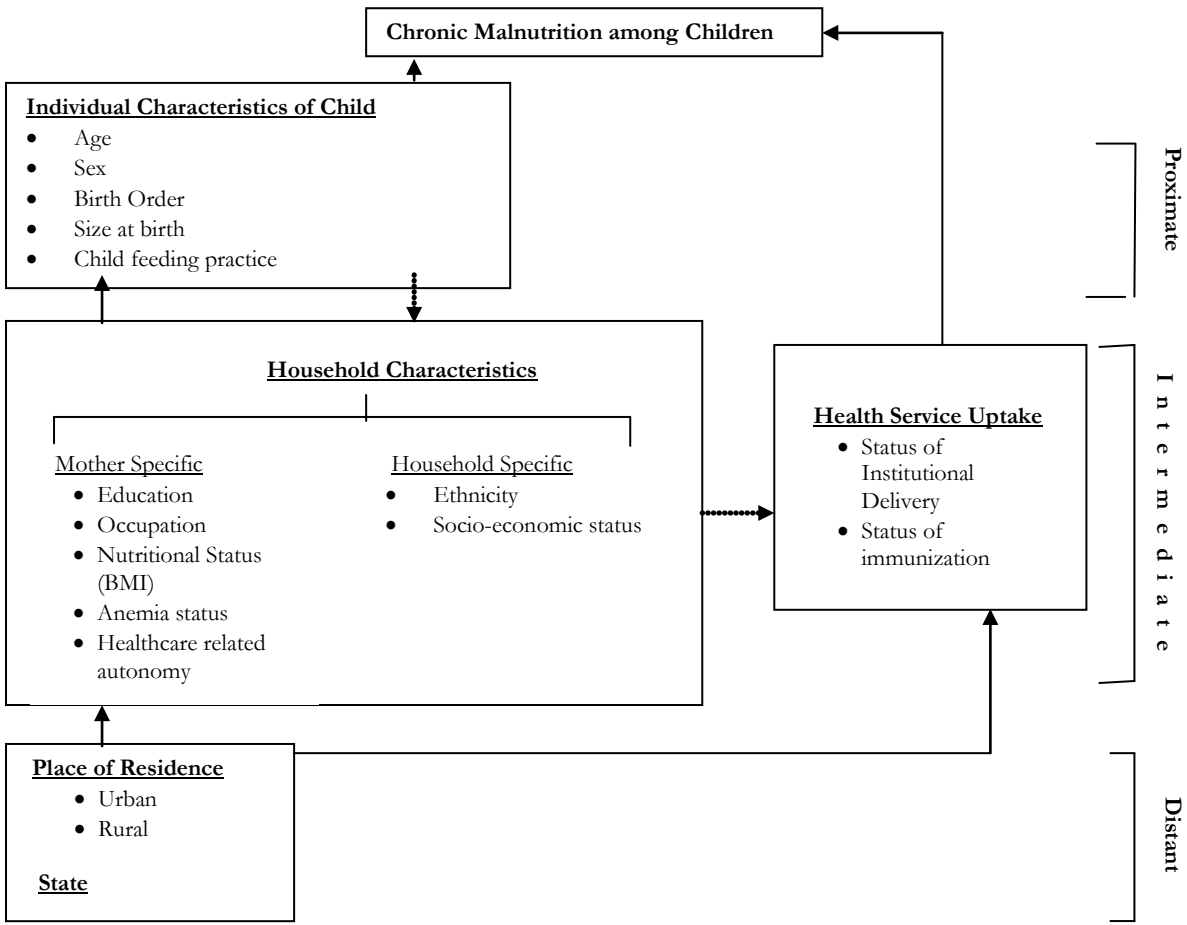 Chronic Malnutrition among Children
Individual Characteristics of Child
• Age
• Sex
• Birth Order
• Size at birth
• Child feeding practice
Proximate
Household Characteristics
Mother Specific
• Education
• Occupation
• Nutritional Status
(BMI)
• Anemia status
• Healthcare related
autonomy
Household Specific
• Ethnicity
• Socio-economic status
Health Service Uptake
• Status of
Institutional
Delivery
• Status of
immunization
Intermediate
Place of Residence
• Urban
• Rural
State
Distant